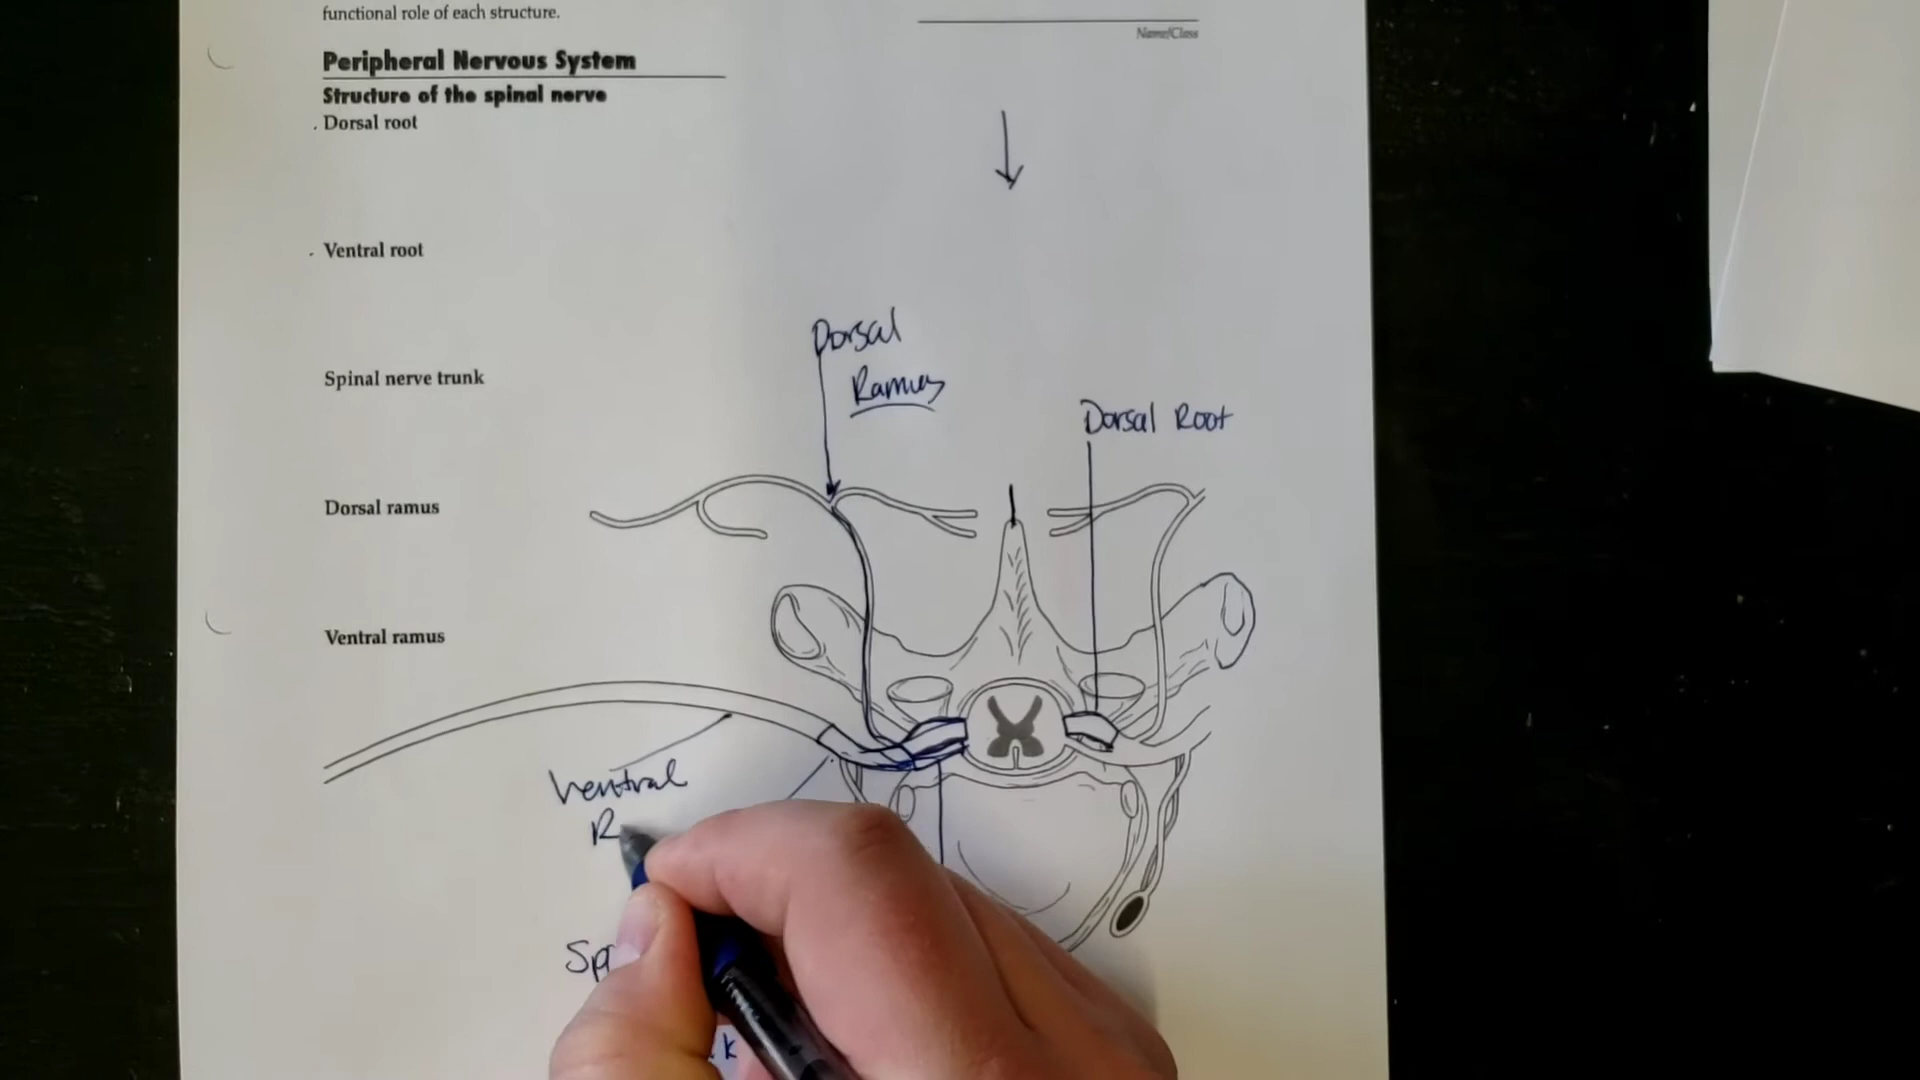 functional role of each structure.
Name/Class
Peripheral Nervous System
Structure of the spinal nerve
Dorsal root
Ventral root
Dorsal
Ramus
Spinal nerve trunk
Dorsal Root
Dorsal ramus
Ventral ramus
Ventral
R
Sp
k